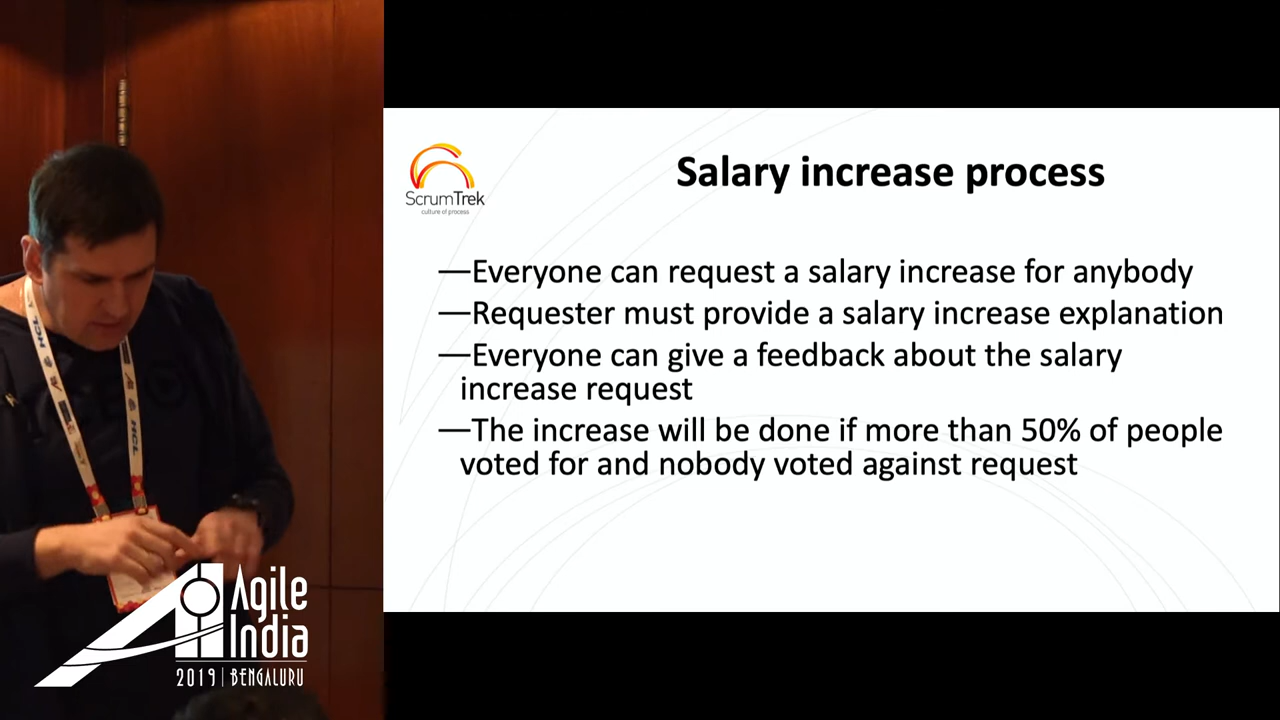 Salary increase process
ScrumTrek
culture of process
—Everyone can request a salary increase for anybody
—Requester must provide a salary increase explanation
—Everyone can give a feedback about the salary
increase request
—The increase will be done if more than 50% of people
voted for and nobody voted against request
HCL
HCL
Agile
India
2019 | BENGALURU